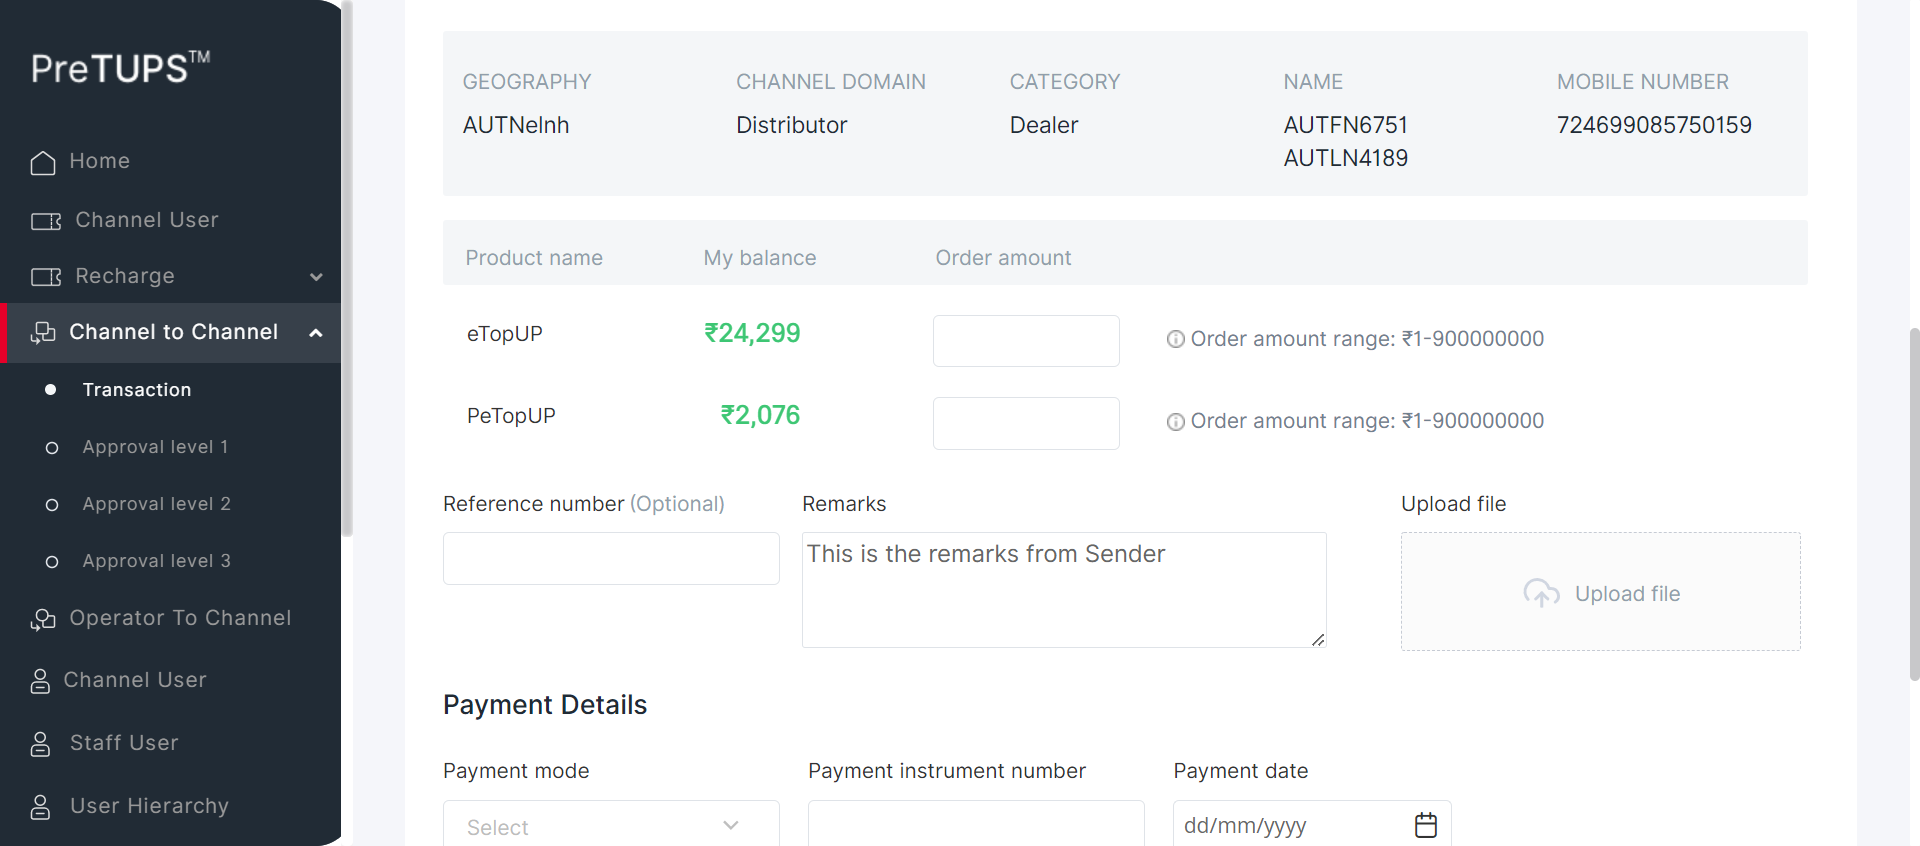 PreTUPS™
Home
Channel User
Recharge
Channel to Channel
Transaction
Approval level 1
Approval level 2
Approval level 3
Operator To Channel
Channel User
Staff User
User Hierarchy
GEOGRAPHY CHANNEL DOMAIN CATEGORY NAME MOBILE NUMBER
AUTNelnh Distributor Dealer AUTFN6751 724699085750159
AUTLN4189
Product name My balance Order amount
eTopUP ₹24,299 Order amount range: ₹1-900000000
PeTopUP ₹2,076 Order amount range: ₹1-900000000
Reference number (Optional) Remarks Upload file
This is the remarks from Sender
Upload file
Payment Details
Payment mode Payment instrument number Payment date
Select dd/mm/yyyy